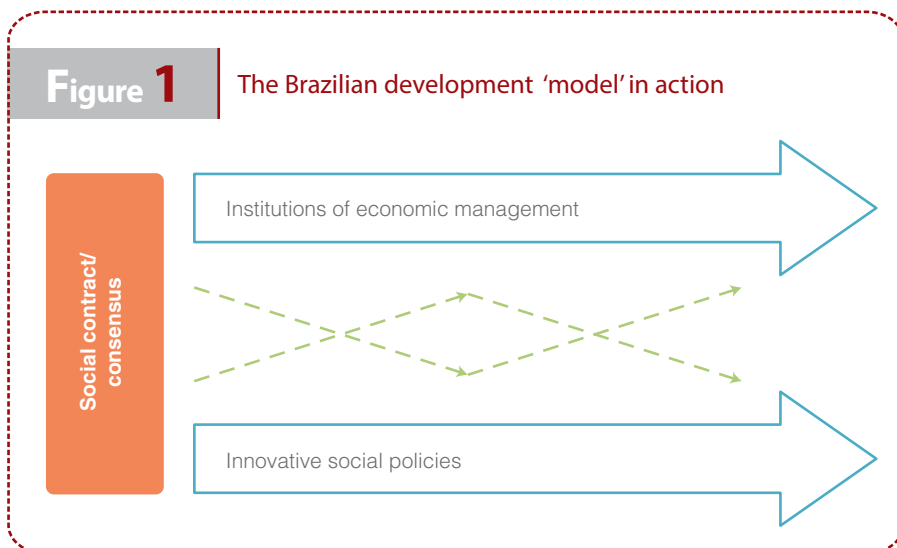 Figure 1
The Brazilian development ‘model’ in action
Social contract/
consensus
Institutions of economic management
Innovative social policies